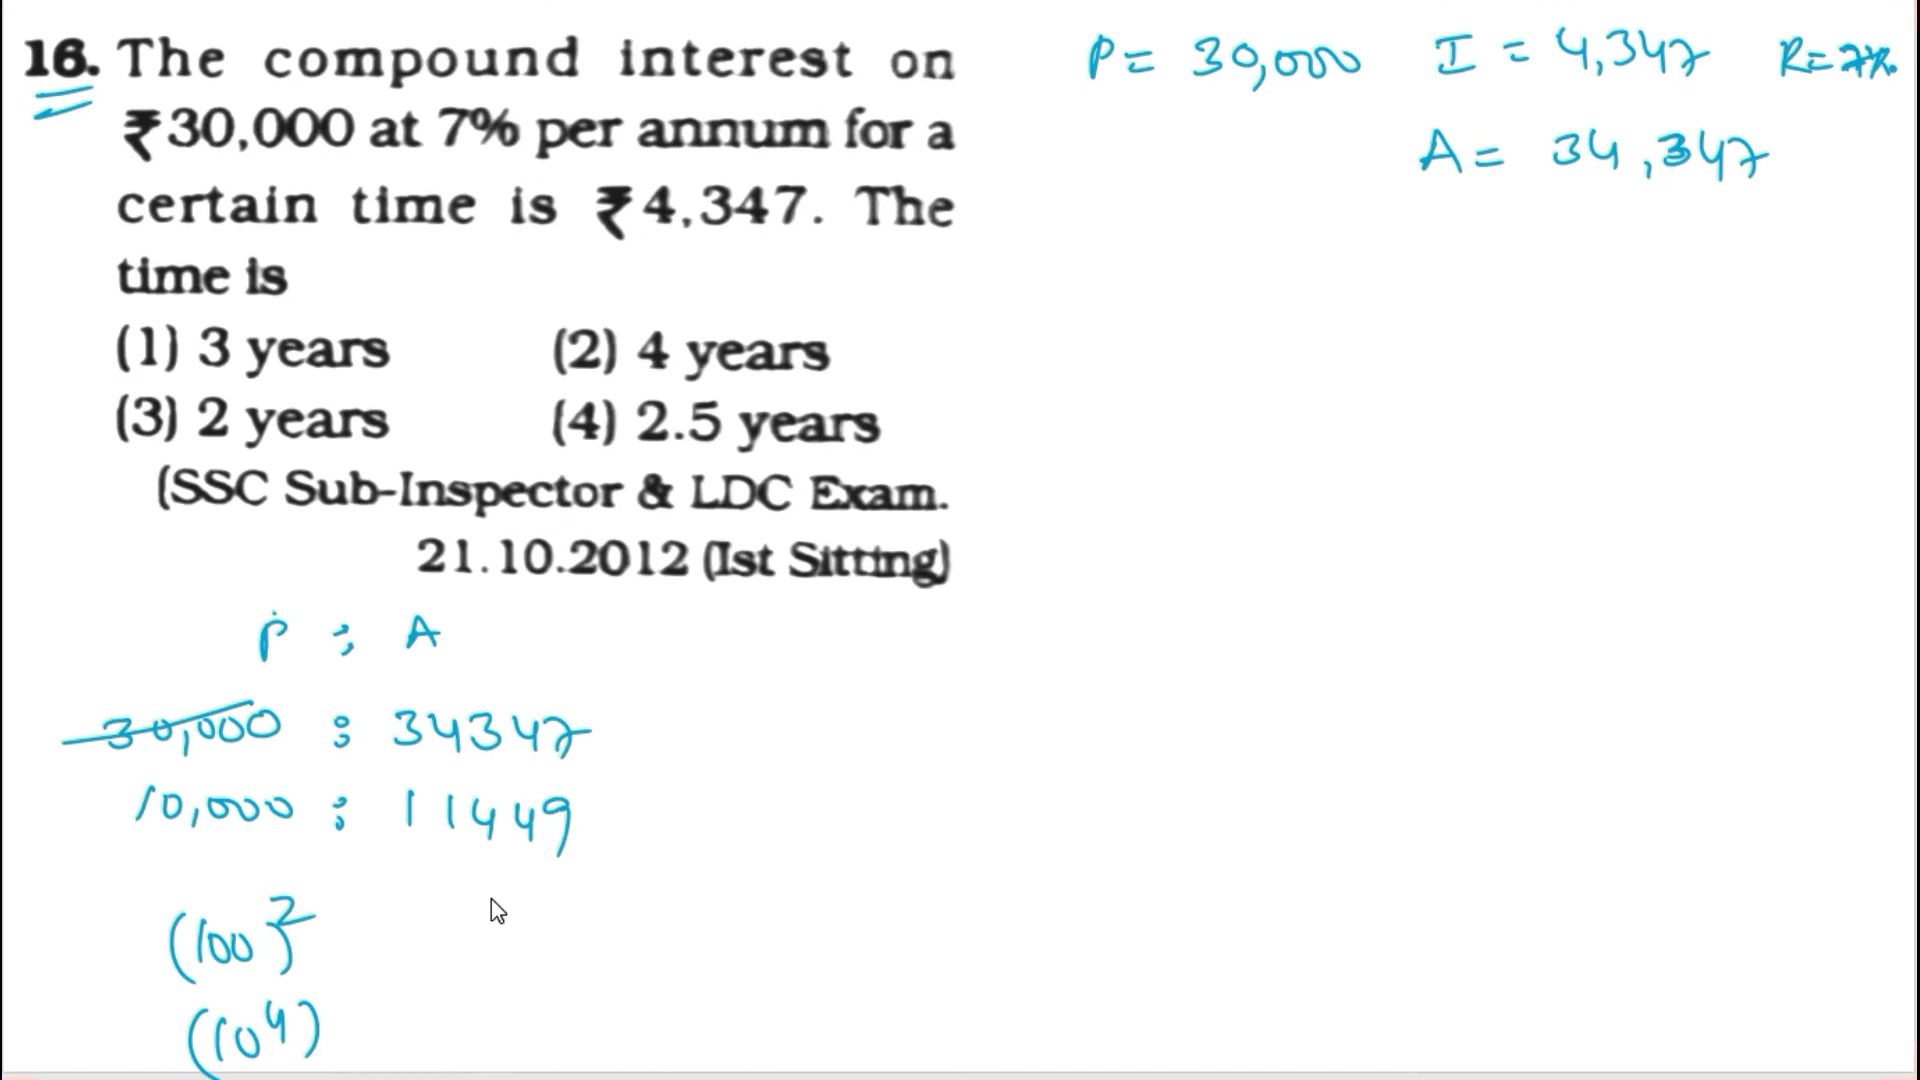 16. The compound interest on
₹30,000 at 7% per annum for a
certain time is ₹4,347. The
time is
(1) 3 years (2) 4 years
(3) 2 years (4) 2.5 years
(SSC Sub-Inspector & LDC Exam.
21.10.2012 (Ist Sitting)
P = 30,000 I = 4,347 R = 7%.
A = 34,347
P : A
30,000 : 34347
10,000 : 11449
(100)²
(10⁴)